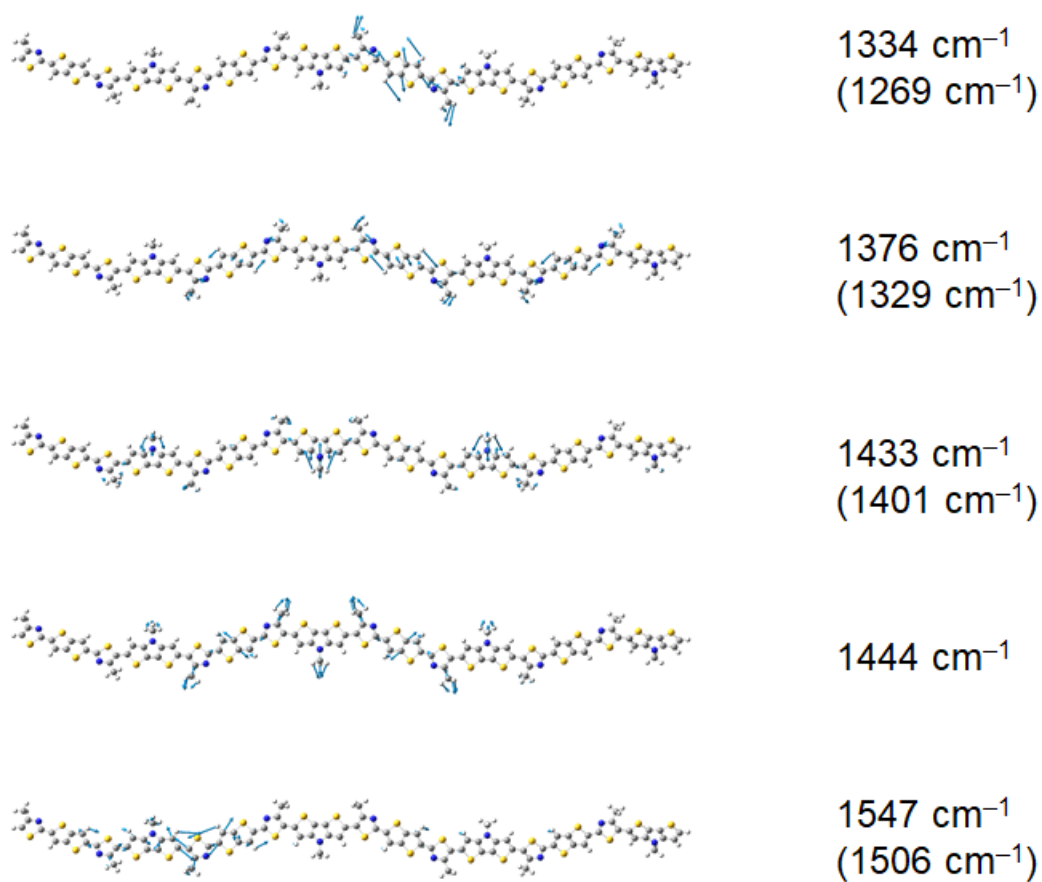 1334 cm⁻¹
(1269 cm⁻¹)
1376 cm⁻¹
(1329 cm⁻¹)
1433 cm⁻¹
(1401 cm⁻¹)
1444 cm⁻¹
1547 cm⁻¹
(1506 cm⁻¹)